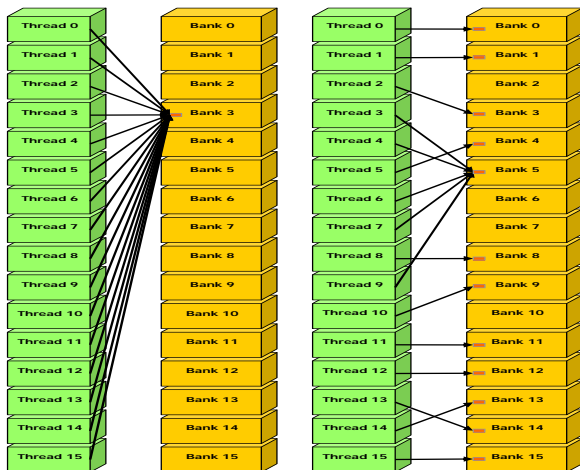 Thread 0 Bank 0 Thread 0 Bank 0
Thread 1 Bank 1 Thread 1 Bank 1
Thread 2 Bank 2 Thread 2 Bank 2
Thread 3 Bank 3 Thread 3 Bank 3
Thread 4 Bank 4 Thread 4 Bank 4
Thread 5 Bank 5 Thread 5 Bank 5
Thread 6 Bank 6 Thread 6 Bank 6
Thread 7 Bank 7 Thread 7 Bank 7
Thread 8 Bank 8 Thread 8 Bank 8
Thread 9 Bank 9 Thread 9 Bank 9
Thread 10 Bank 10 Thread 10 Bank 10
Thread 11 Bank 11 Thread 11 Bank 11
Thread 12 Bank 12 Thread 12 Bank 12
Thread 13 Bank 13 Thread 13 Bank 13
Thread 14 Bank 14 Thread 14 Bank 14
Thread 15 Bank 15 Thread 15 Bank 15